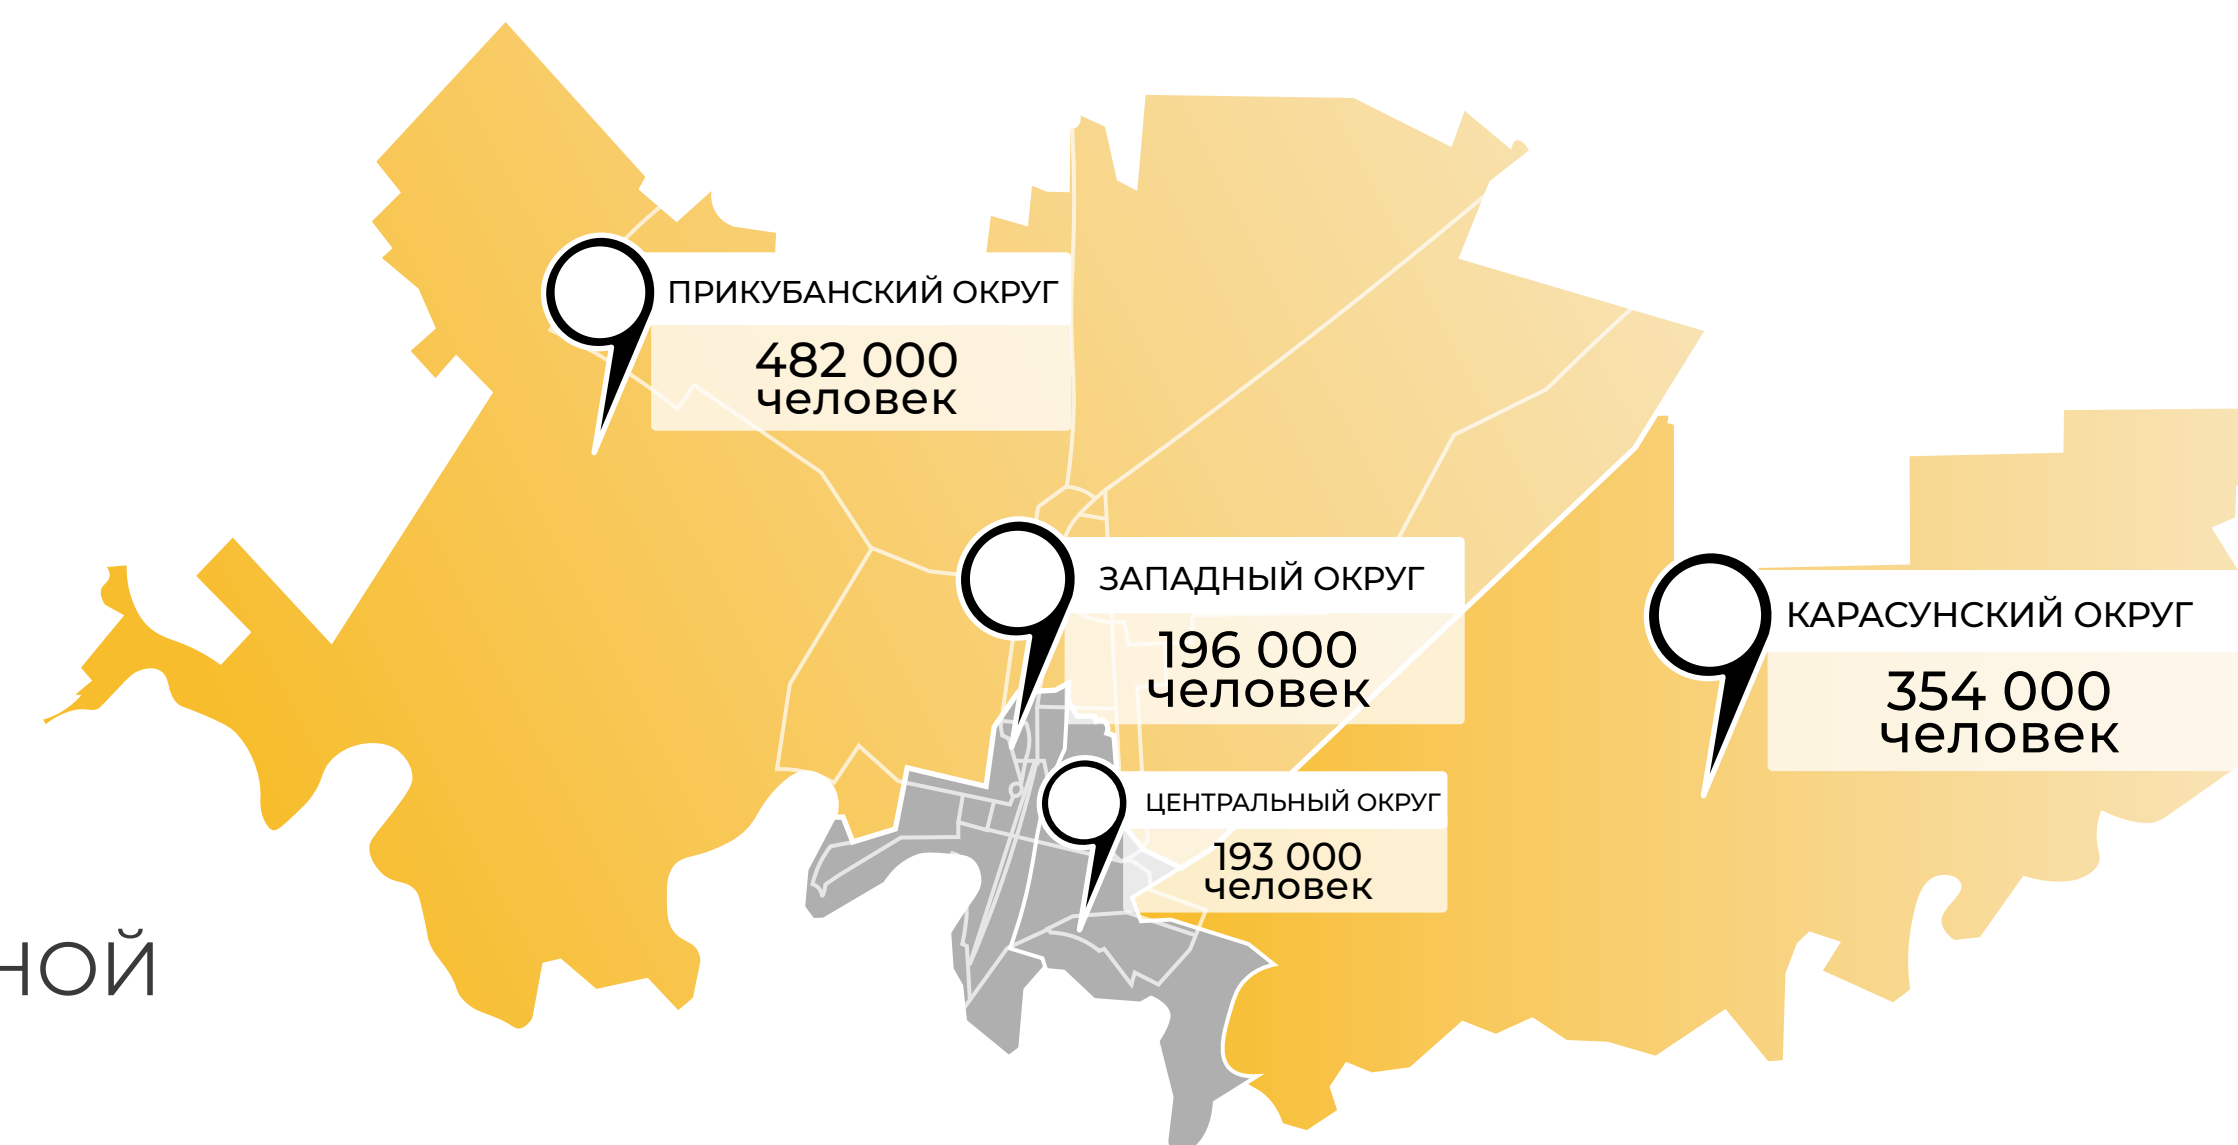 ПРИКУБАНСКИЙ ОКРУГ
482 000
человек
ЗАПАДНЫЙ ОКРУГ
196 000
человек
КАРАСУНСКИЙ ОКРУГ
354 000
человек
ЦЕНТРАЛЬНЫЙ ОКРУГ
193 000
человек
НОЙ